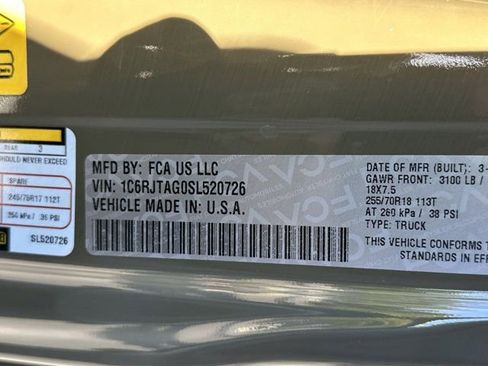 REAR 3
SHOULD NEVER EXCEED
SPARE
245/75R17 112T
250 kPa / 36 PSI
SL520726
MFD BY: FCA US LLC
VIN: 1C6RJTAG0SL520726
VEHICLE MADE IN: U.S.A.
DATE OF MFR (BUILT): 3-
GAWR FRONT: 3100 LB /
18X7.5
255/70R18 113T
AT 260 kPa / 38 PSI
TYPE: TRUCK
THIS VEHICLE CONFORMS T
STANDARDS IN EFF